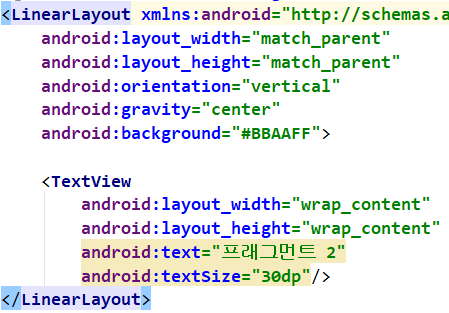 <LinearLayout xmlns:android="http://schemas.a
android:layout_width="match_parent"
android:layout_height="match_parent"
android:orientation="vertical"
android:gravity="center"
android:background="#BBAAFF">
<TextView
android:layout_width="wrap_content"
android:layout_height="wrap_content"
android:text="프래그먼트 2"
android:textSize="30dp"/>
</LinearLayout>